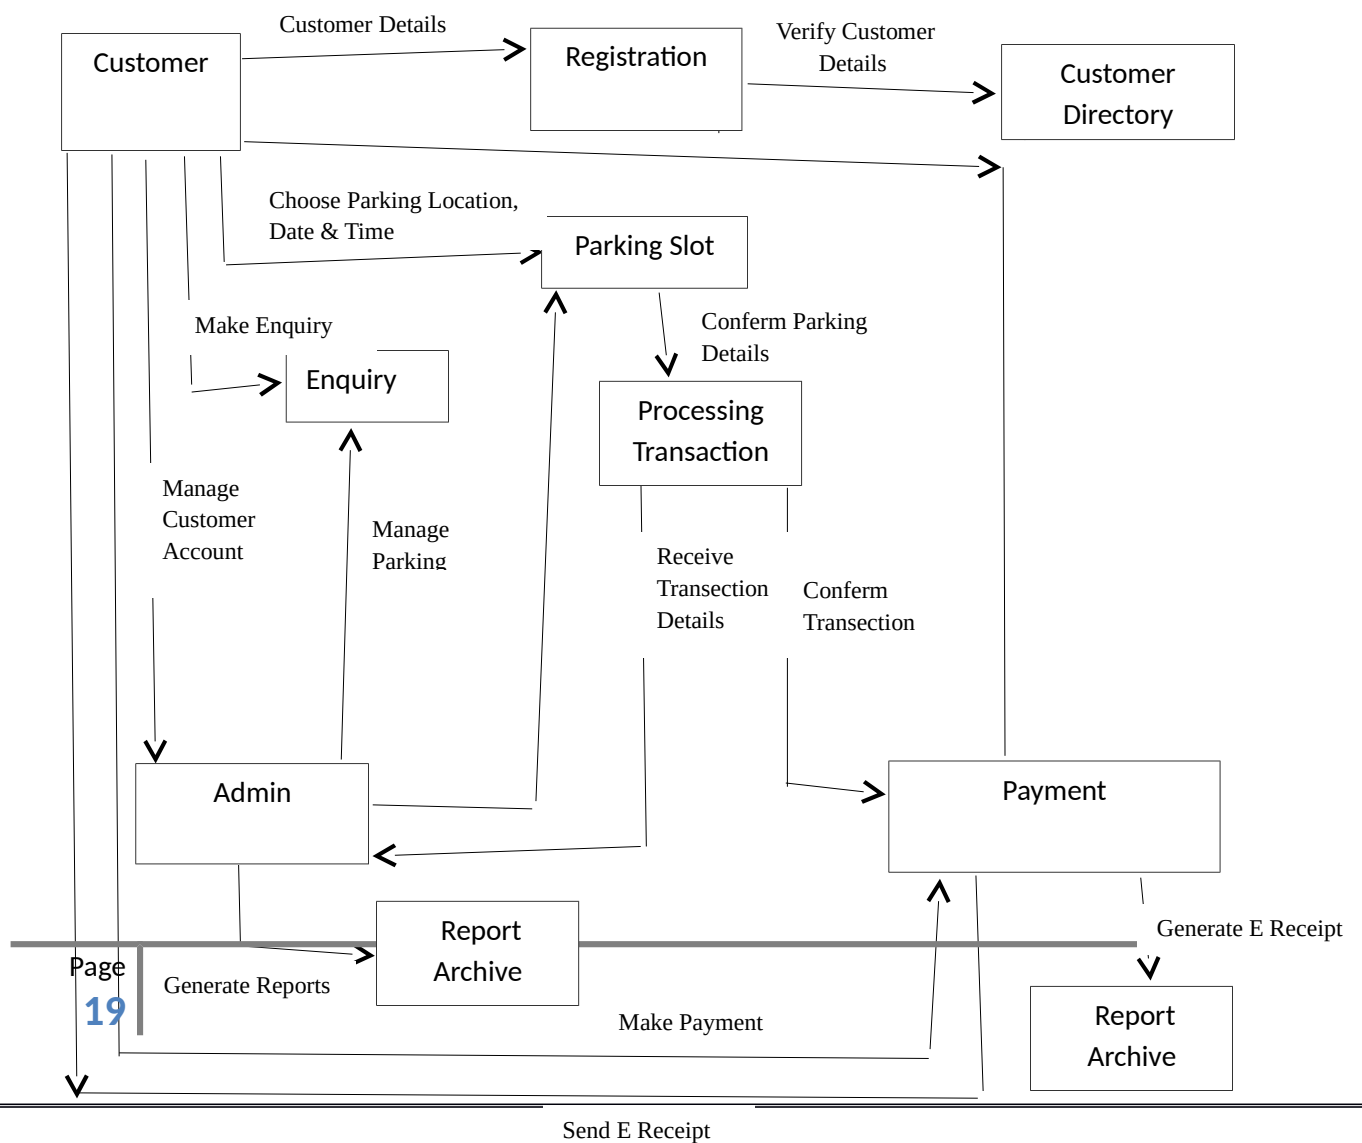 Customer Details
Customer
Registration
Verify Customer
Details
Customer
Directory
Choose Parking Location,
Date & Time
Parking Slot
Make Enquiry
Conferm Parking
Details
Enquiry
Processing
Transaction
Manage
Customer
Account
Manage
Parking
Receive
Transection
Details
Conferm
Transection
Admin
Payment
Report
Archive
Generate E Receipt
Page
19
Generate Reports
Make Payment
Report
Archive
Send E Receipt